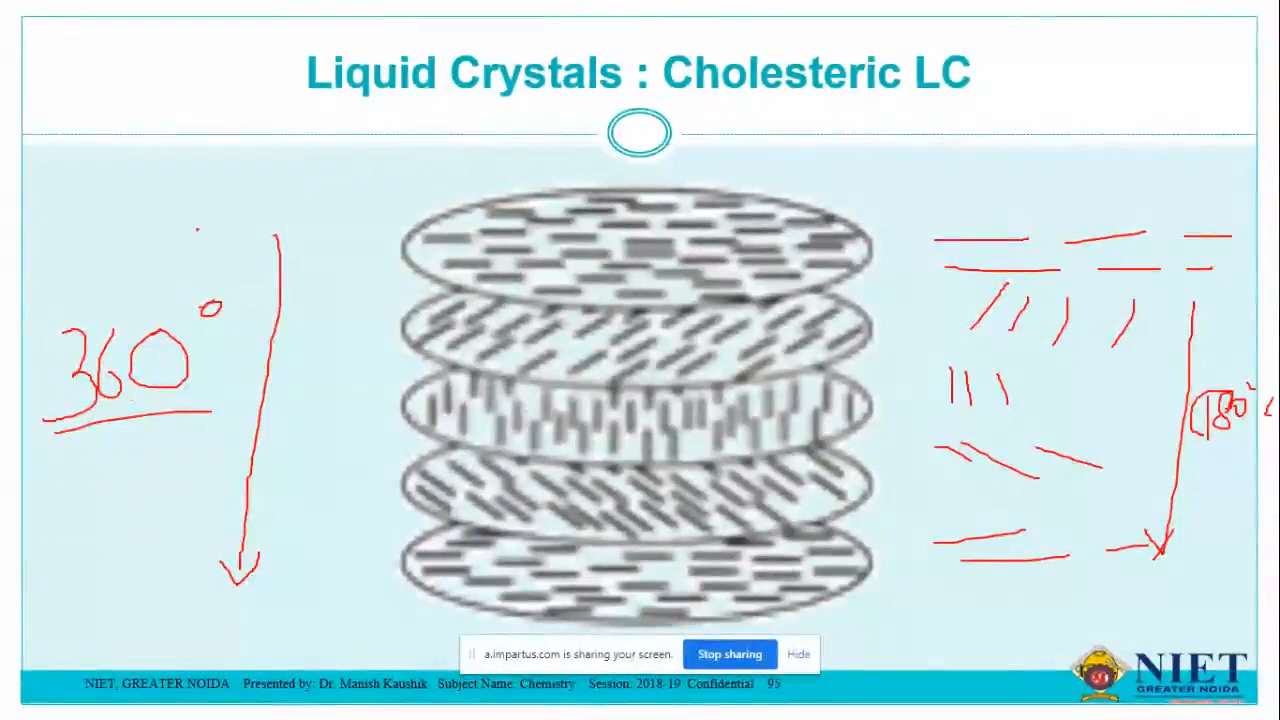 Liquid Crystals : Cholesteric LC
360°
180°
a.impartus.com is sharing your screen.
Stop sharing
Hide
NIET, GREATER NOIDA Presented by: Dr. Manish Kaushik Subject Name: Chemistry Session: 2018-19 Confidential 95
NIET
GREATER NOIDA